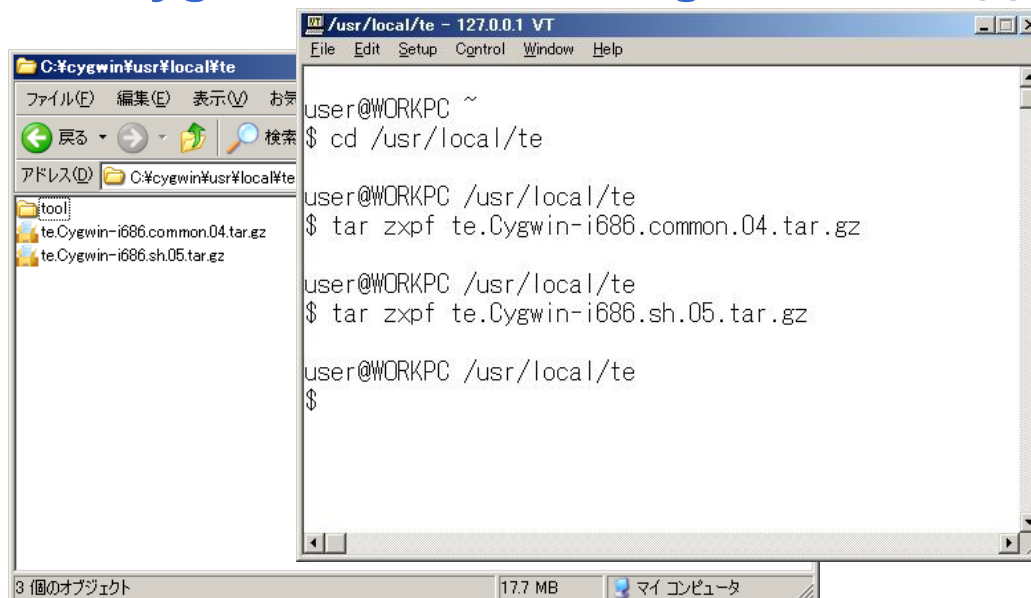 C:¥cygwin¥usr¥local¥te
ファイル(F) 編集(E) 表示(V) お気
戻る 検索
アドレス(D) C:¥cygwin¥usr¥local¥te
tool
te.Cygwin-i686.common.04.tar.gz
te.Cygwin-i686.sh.05.tar.gz
3 個のオブジェクト 17.7 MB マイ コンピュータ
/usr/local/te - 127.0.0.1 VT
File Edit Setup Control Window Help
user@WORKPC ~
$ cd /usr/local/te
user@WORKPC /usr/local/te
$ tar zxpf te.Cygwin-i686.common.04.tar.gz
user@WORKPC /usr/local/te
$ tar zxpf te.Cygwin-i686.sh.05.tar.gz
user@WORKPC /usr/local/te
$